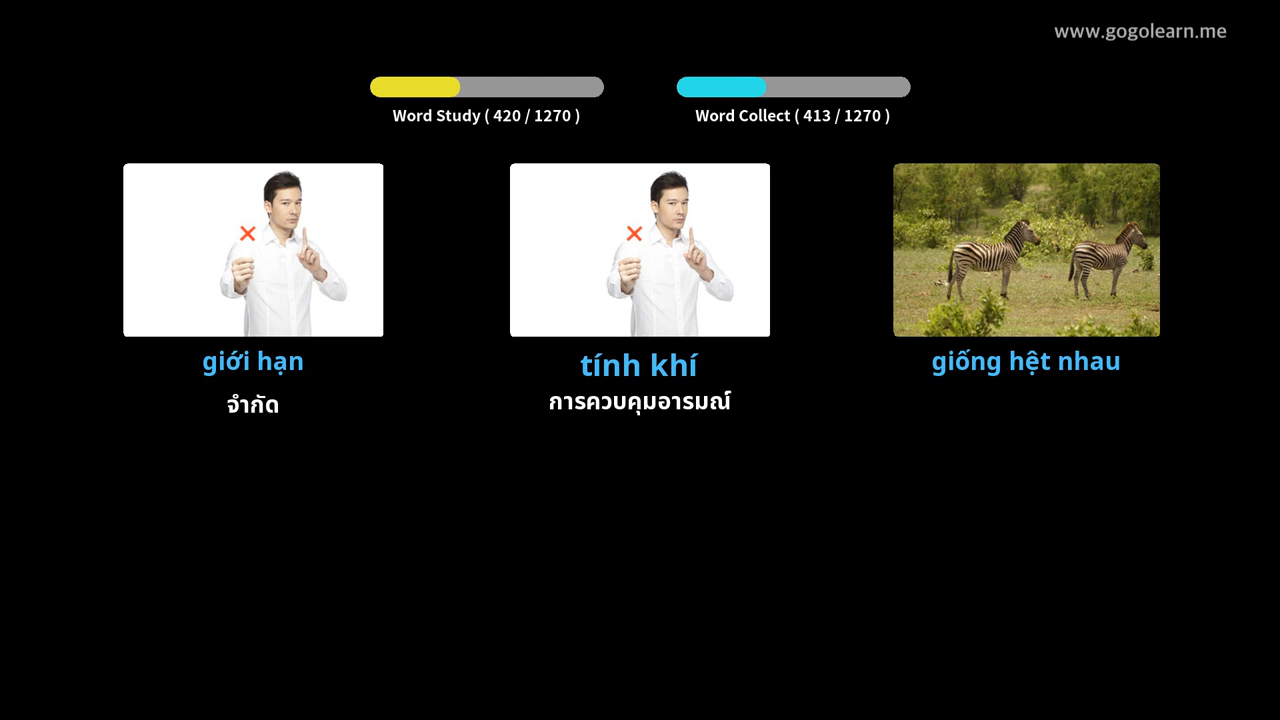 www.gogolearn.me
Word Study ( 420 / 1270 )
Word Collect ( 413 / 1270 )
giới hạn
จำกัด
tính khí
การควบคุมอารมณ์
giống hệt nhau